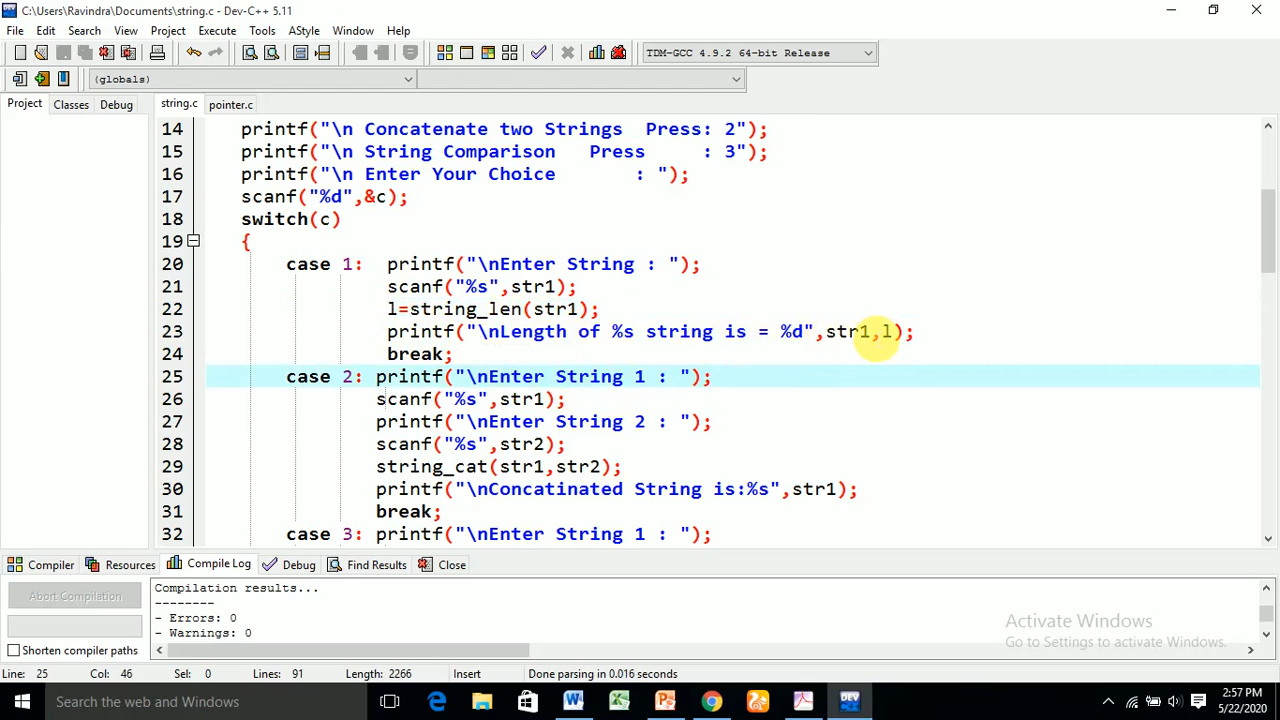 C:\Users\Ravindra\Documents\string.c - Dev-C++ 5.11
File Edit Search View Project Execute Tools AStyle Window Help
TDM-GCC 4.9.2 64-bit Release
(globals)
Project Classes Debug string.c pointer.c
14 printf("\n Concatenate two Strings  Press: 2");
15 printf("\n String Comparison   Press     : 3");
16 printf("\n Enter Your Choice       : ");
17 scanf("%d",&c);
18 switch(c)
19 {
20 case 1:  printf("\nEnter String : ");
21 scanf("%s",str1);
22 l=string_len(str1);
23 printf("\nLength of %s string is = %d",str1,l);
24 break;
25 case 2: printf("\nEnter String 1 : ");
26 scanf("%s",str1);
27 printf("\nEnter String 2 : ");
28 scanf("%s",str2);
29 string_cat(str1,str2);
30 printf("\nConcatinated String is:%s",str1);
31 break;
32 case 3: printf("\nEnter String 1 : ");
Compiler Resources Compile Log Debug Find Results Close
Abort Compilation
Shorten compiler paths
Compilation results...
--------
- Errors: 0
- Warnings: 0
Activate Windows
Go to Settings to activate Windows.
Line: 25 Col: 46 Sel: 0 Lines: 91 Length: 2266 Insert Done parsing in 0.016 seconds
Search the web and Windows
2:57 PM
5/22/2020